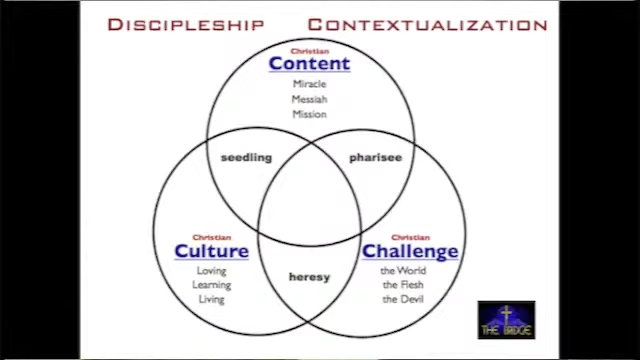 DISCIPLESHIP CONTEXTUALIZATION
Christian
Content
Miracle
Messiah
Mission
seedling
pharisee
Christian
Culture
Loving
Learning
Living
heresy
Christian
Challenge
the World
the Flesh
the Devil
THE BRIDGE